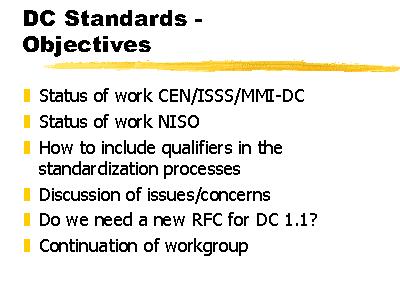 DC Standards -
Objectives
Status of work CEN/ISSS/MMI-DC
Status of work NISO
How to include qualifiers in the
standardization processes
Discussion of issues/concerns
Do we need a new RFC for DC 1.1?
Continuation of workgroup